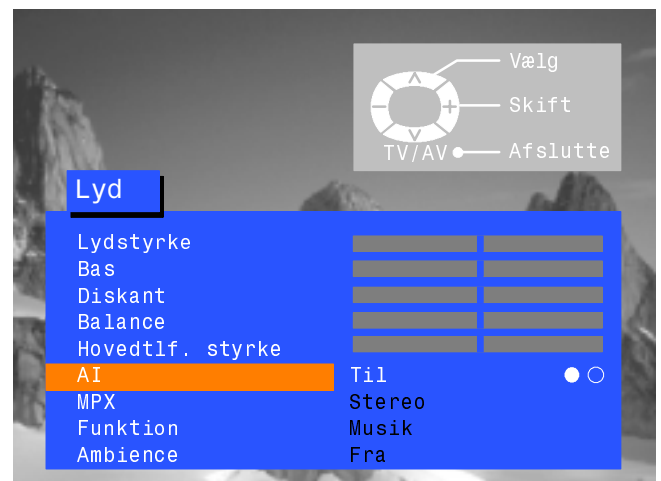 Vælg
Skift
TV/AV Afslutte
Lyd
Lydstyrke
Bas
Diskant
Balance
Hovedtlf. styrke
AI Til
MPX Stereo
Funktion Musik
Ambience Fra